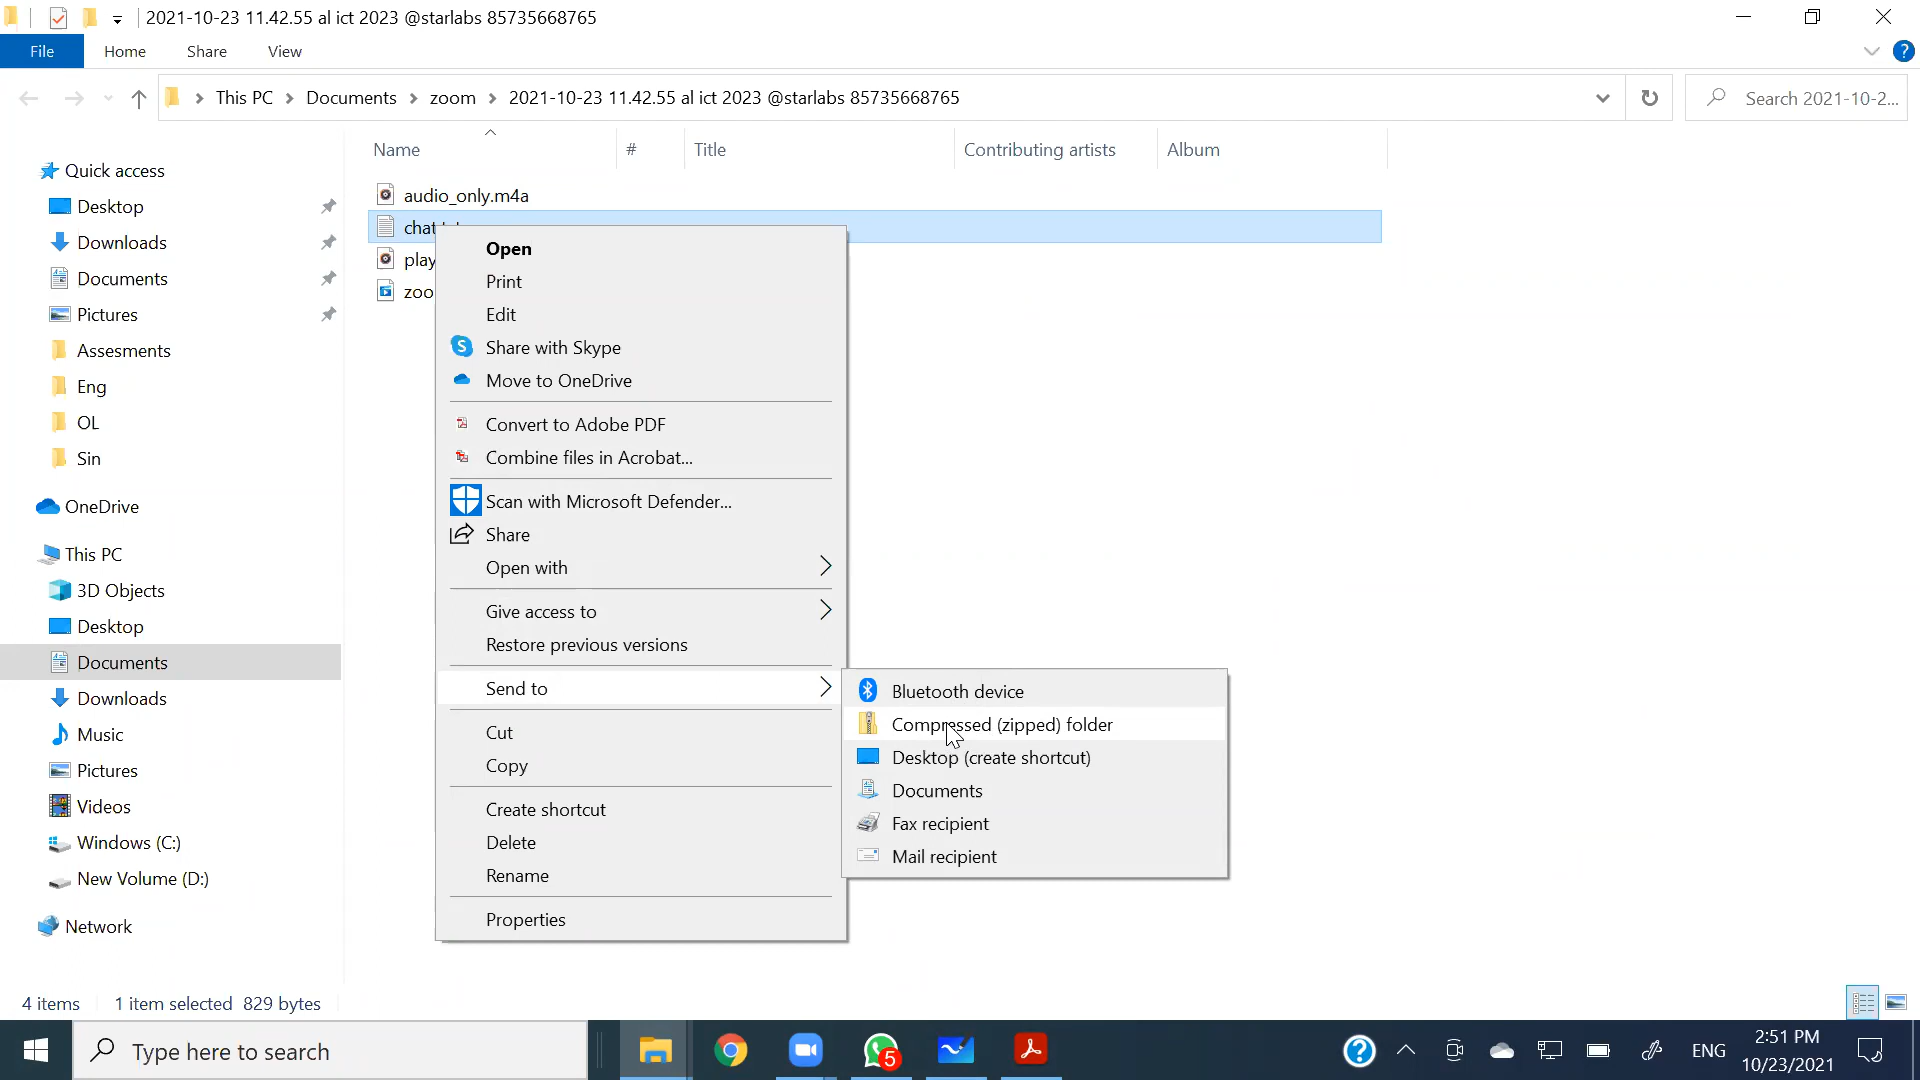 2021-10-23 11.42.55 al ict 2023 @starlabs 85735668765
File Home Share View
This PC Documents zoom 2021-10-23 11.42.55 al ict 2023 @starlabs 85735668765
Search 2021-10-2...
Name # Title Contributing artists Album
Quick access
Desktop
Downloads
Documents
Pictures
Assesments
Eng
OL
Sin
OneDrive
This PC
3D Objects
Desktop
Documents
Downloads
Music
Pictures
Videos
Windows (C:)
New Volume (D:)
Network
audio_only.m4a
chat
play
zoo
Open
Print
Edit
Share with Skype
Move to OneDrive
Convert to Adobe PDF
Combine files in Acrobat...
Scan with Microsoft Defender...
Share
Open with
Give access to
Restore previous versions
Send to
Cut
Copy
Create shortcut
Delete
Rename
Properties
Bluetooth device
Compressed (zipped) folder
Desktop (create shortcut)
Documents
Fax recipient
Mail recipient
4 items 1 item selected 829 bytes
Type here to search
5
ENG
2:51 PM
10/23/2021